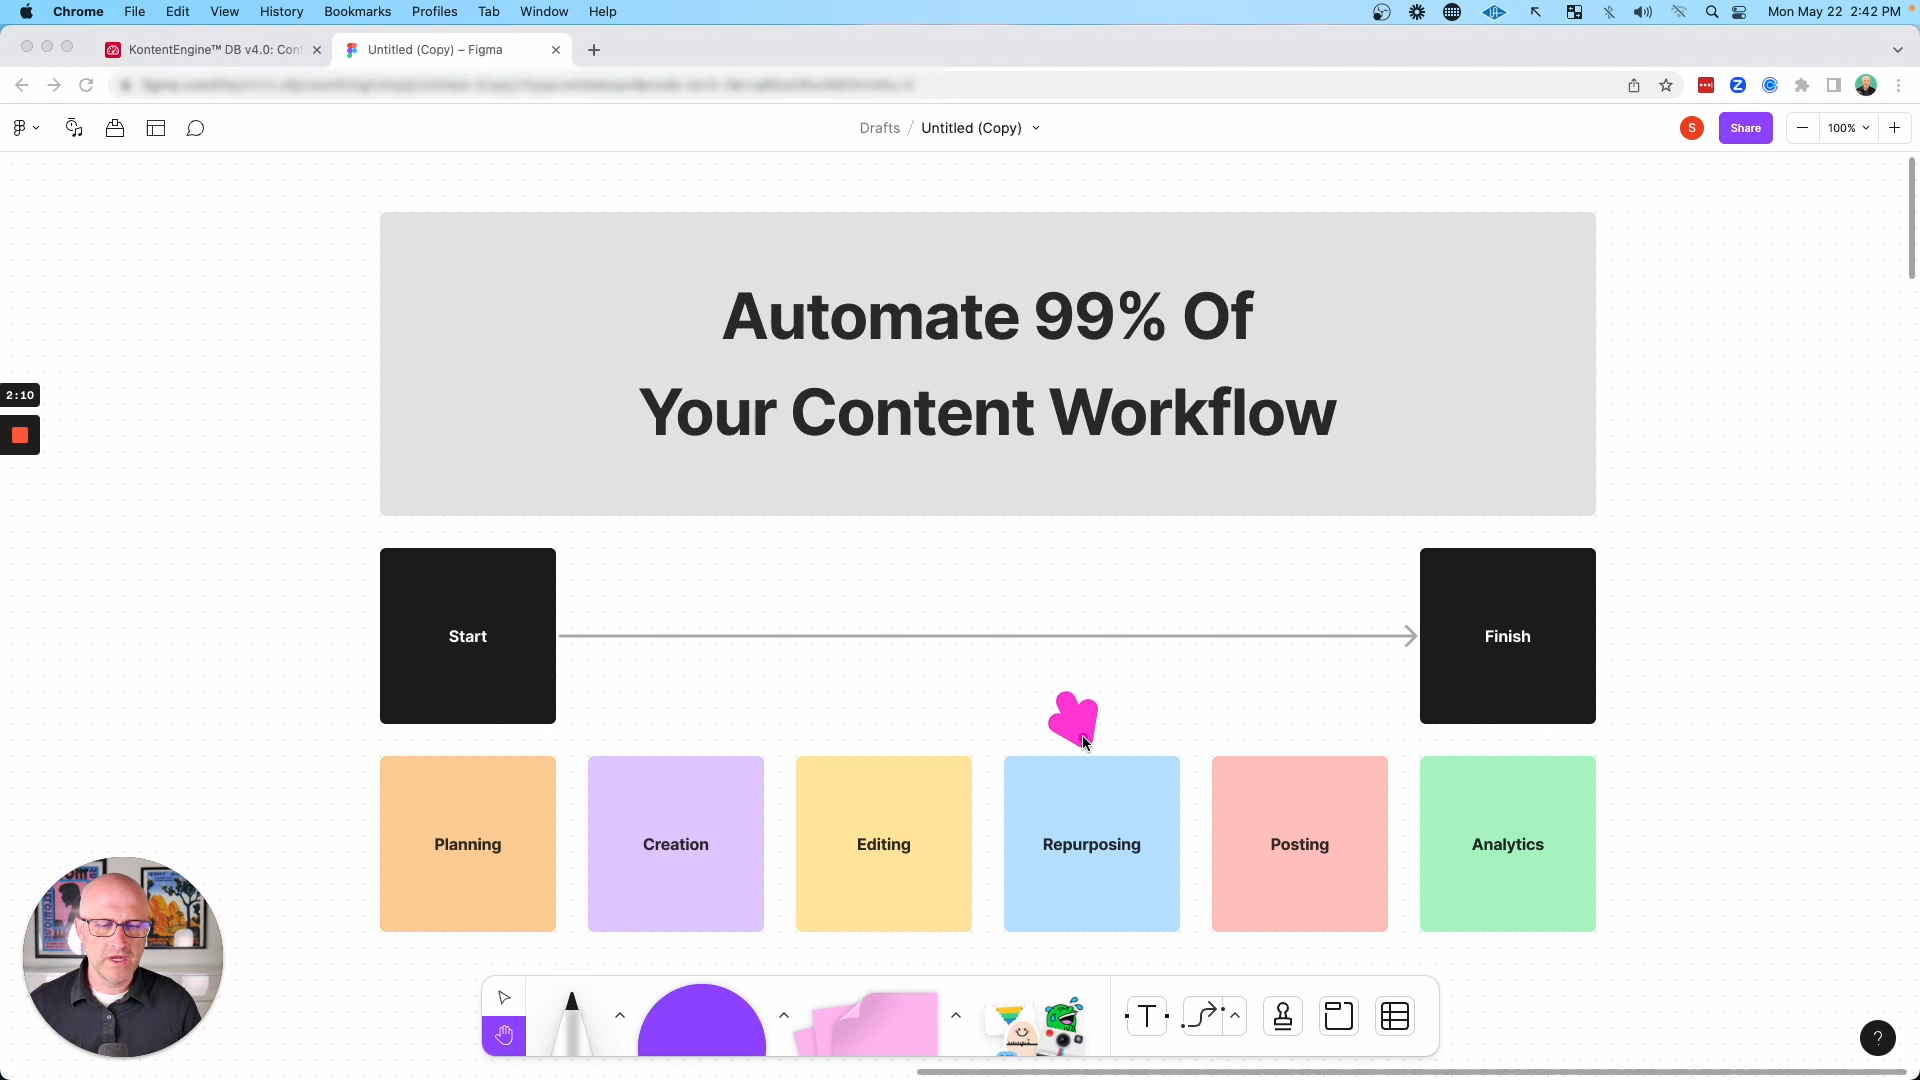 Chrome File Edit View History Bookmarks Profiles Tab Window Help Mon May 22 2:42 PM
KontentEngine™ DB v4.0: Con
Untitled (Copy) – Figma
Drafts / Untitled (Copy)
S
Share
100%
Automate 99% Of
Your Content Workflow
2:10
Start
Finish
Planning
Creation
Editing
Repurposing
Posting
Analytics
T
?